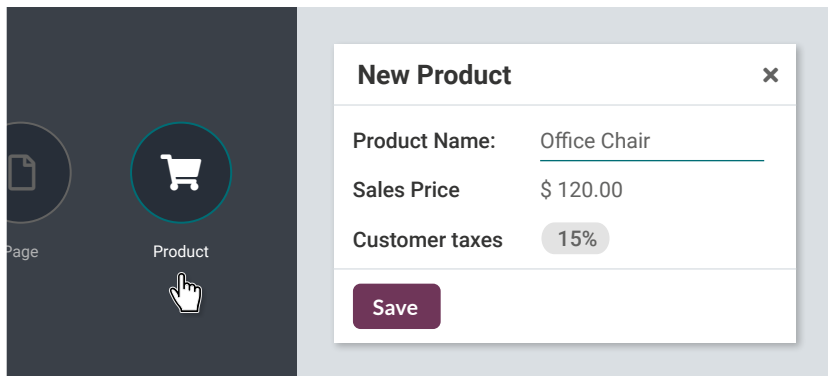 Page
Product
New Product
Product Name: Office Chair
Sales Price $ 120.00
Customer taxes 15%
Save